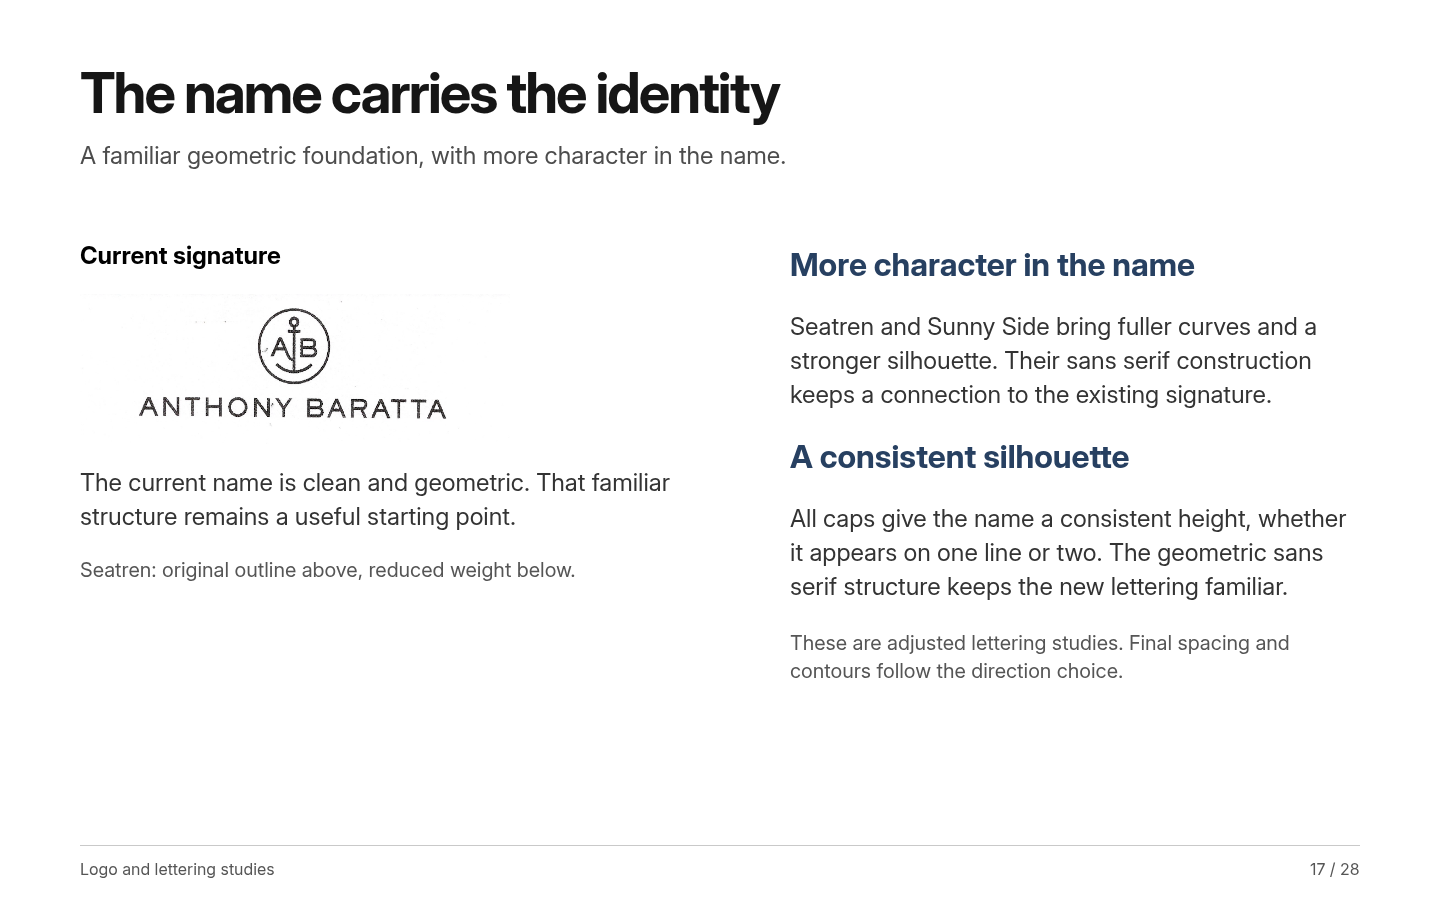 The name carries the identity
A familiar geometric foundation, with more character in the name.
Current signature
A B
ANTHONY BARATTA
The current name is clean and geometric. That familiar
structure remains a useful starting point.
Seatren: original outline above, reduced weight below.
More character in the name
Seatren and Sunny Side bring fuller curves and a
stronger silhouette. Their sans serif construction
keeps a connection to the existing signature.
A consistent silhouette
All caps give the name a consistent height, whether
it appears on one line or two. The geometric sans
serif structure keeps the new lettering familiar.
These are adjusted lettering studies. Final spacing and
contours follow the direction choice.
Logo and lettering studies
17 / 28